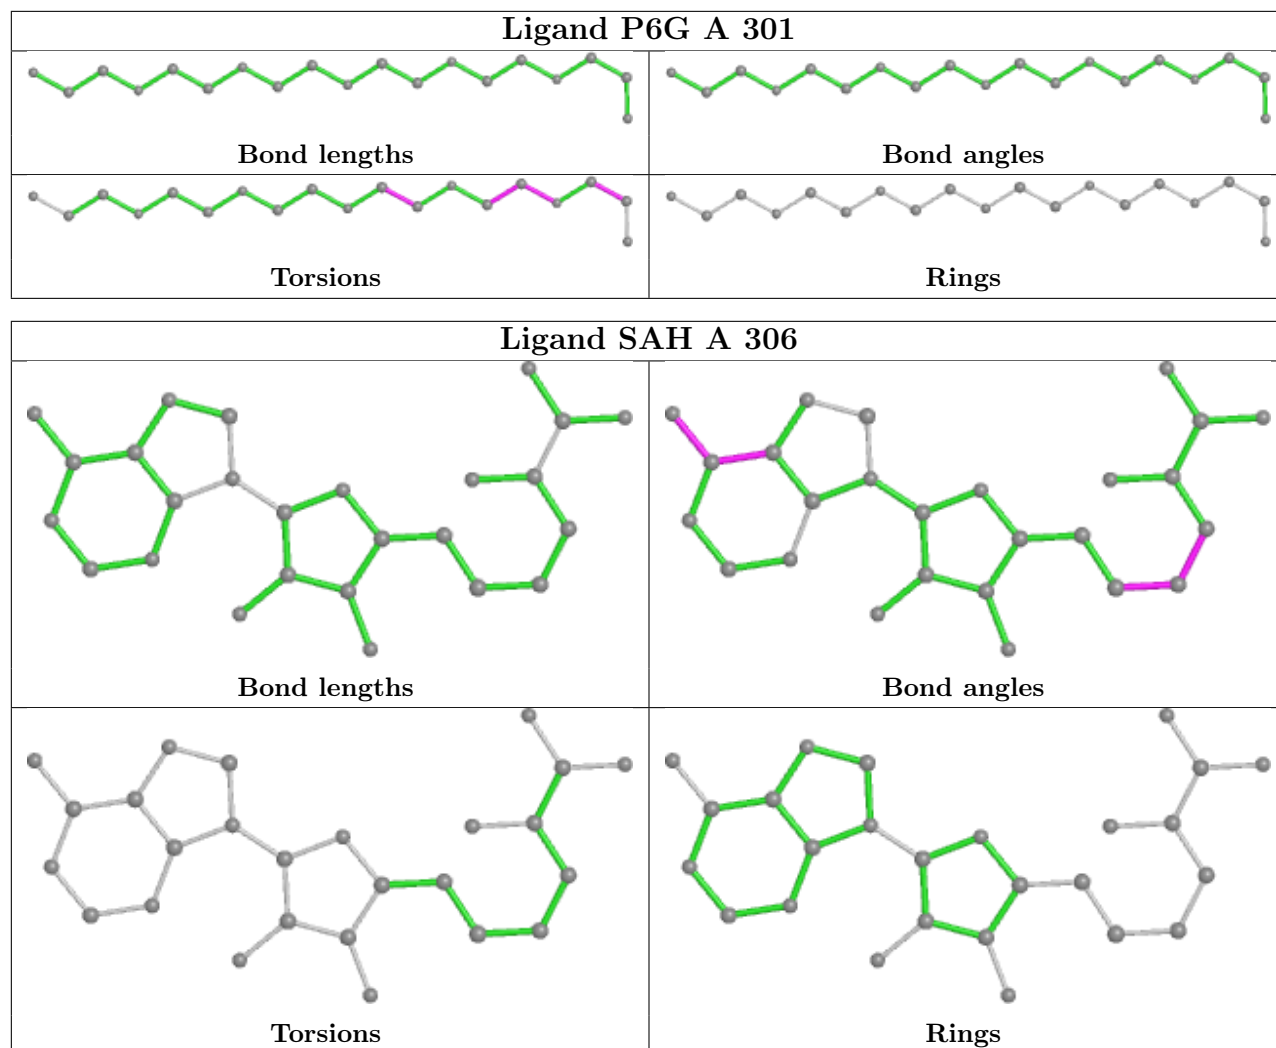 Ligand P6G A 301
Bond lengths
Bond angles
Torsions
Rings
Ligand SAH A 306
Bond lengths
Bond angles
Torsions
Rings